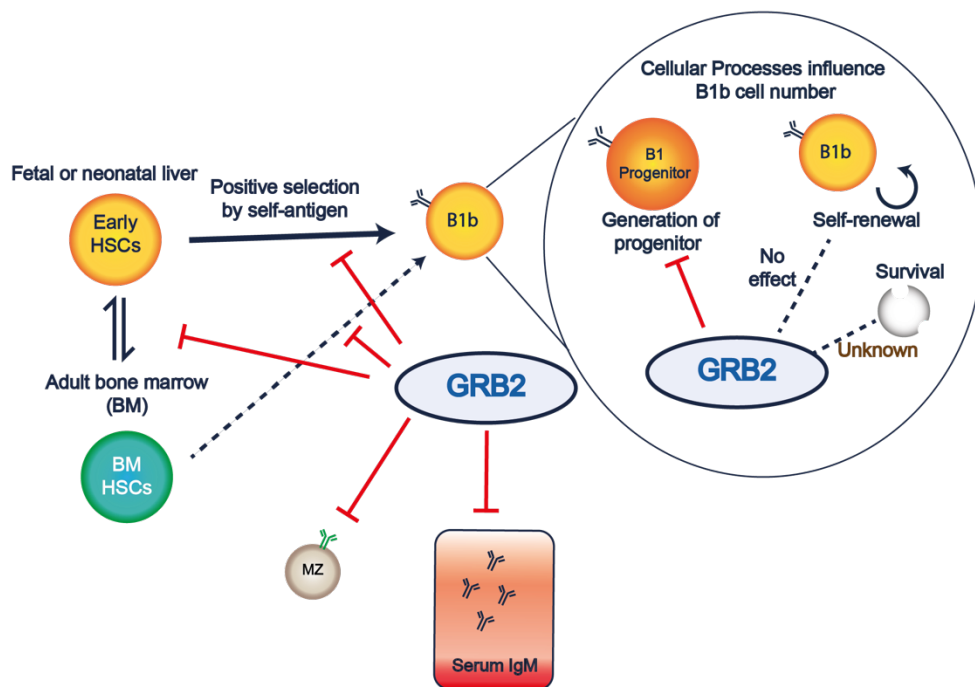 Cellular Processes influence
B1b cell number
B1
Progenitor
B1b
Generation of
progenitor
Self-renewal
No
effect
Survival
Unknown
GRB2
Fetal or neonatal liver
Positive selection
by self-antigen
Early
HSCs
B1b
Adult bone marrow
(BM)
GRB2
BM
HSCs
MZ
Serum IgM